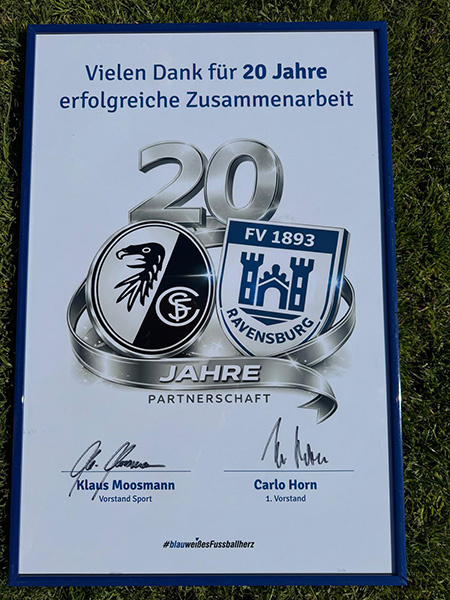 Vielen Dank für 20 Jahre
erfolgreiche Zusammenarbeit
20
FV 1893
RAVENSBURG
JAHRE
PARTNERSCHAFT
Klaus Moosmann
Vorstand Sport
Carlo Horn
1. Vorstand
#blauweißesFussballherz